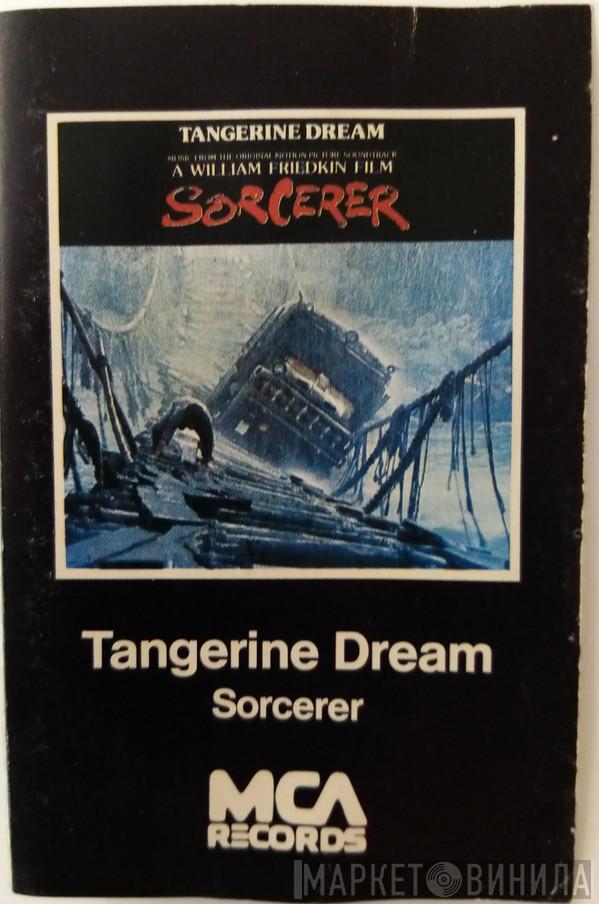 TANGERINE DREAM
MUSIC FROM THE ORIGINAL MOTION PICTURE SOUNDTRACK
A WILLIAM FRIEDKIN FILM
SORCERER
Tangerine Dream
Sorcerer
MCA
RECORDS
МАРКЕТ ВИНИЛА